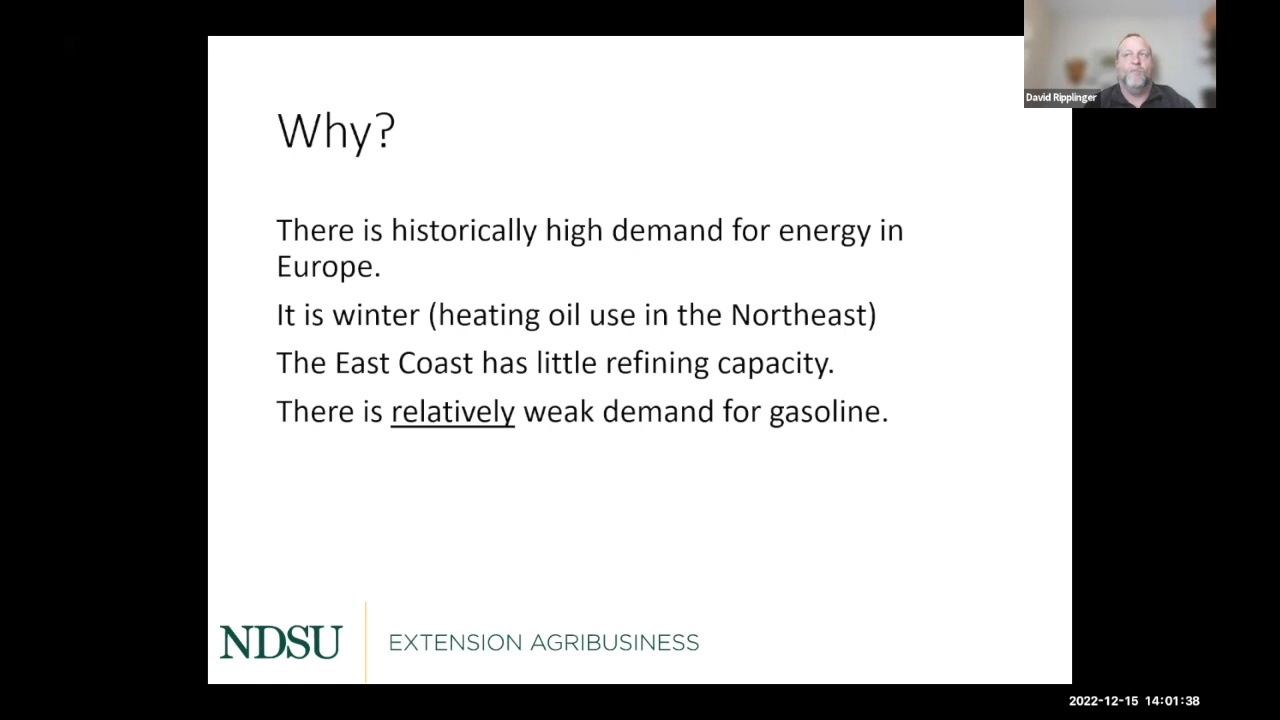 David Ripplinger
Why?
There is historically high demand for energy in
Europe.
It is winter (heating oil use in the Northeast)
The East Coast has little refining capacity.
There is relatively weak demand for gasoline.
NDSU
EXTENSION AGRIBUSINESS
2022-12-15 14:01:38